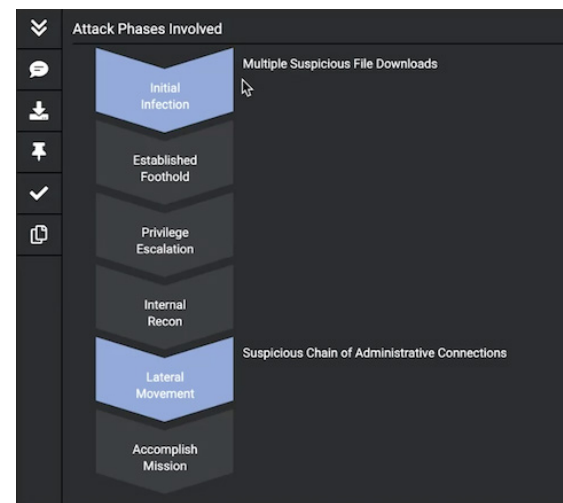 Attack Phases Involved
Initial
Infection
Multiple Suspicious File Downloads
Established
Foothold
Privilege
Escalation
Internal
Recon
Lateral
Movement
Suspicious Chain of Administrative Connections
Accomplish
Mission